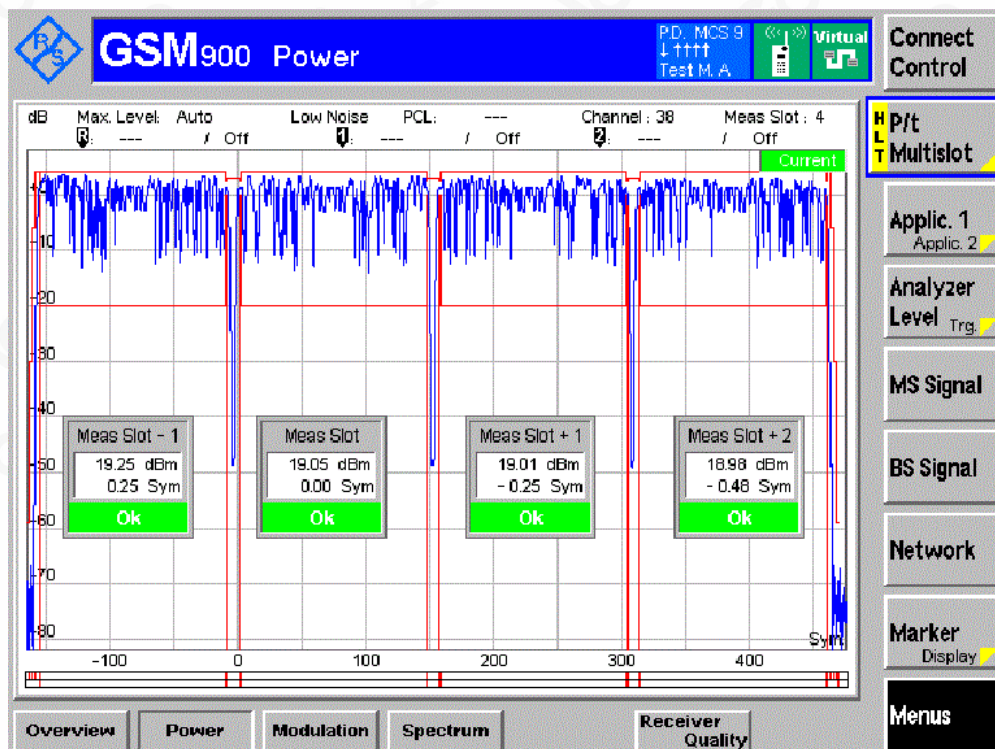 R S
GSM900 Power
P.D. MCS 9
↓ ↑↑↑↑
Test M. A
Virtual
Connect
Control
dB Max. Level: Auto Low Noise PCL: --- Channel : 38 Meas Slot : 4
R: --- / Off 1: --- / Off 2: --- / Off
H
L
T
P/t
Multislot
Current
+0
-10
-20
-30
-40
-50
-60
-70
-80
Applic. 1
Applic. 2
Analyzer
Level Trg.
MS Signal
Meas Slot - 1 Meas Slot Meas Slot + 1 Meas Slot + 2
19.25 dBm 19.05 dBm 19.01 dBm 18.98 dBm
0.25 Sym 0.00 Sym - 0.25 Sym - 0.48 Sym
Ok Ok Ok Ok
BS Signal
Network
Sym
-100 0 100 200 300 400
Marker
Display
Overview Power Modulation Spectrum Receiver
Quality
Menus